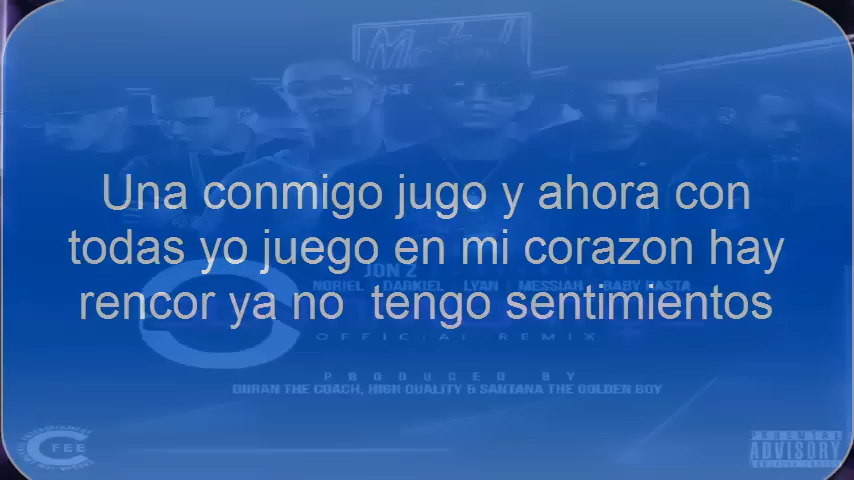 Una conmigo jugo y ahora con
todas yo juego en mi corazon hay
rencor ya no tengo sentimientos
JON Z
NORIEL DARKIEL LYAN MESSIAH BABY RASTA
OFFICIAL REMIX
PRODUCED BY
DURAN THE COACH, HIGH QUALITY & SANTANA THE GOLDEN BOY
FEE
PARENTAL
ADVISORY